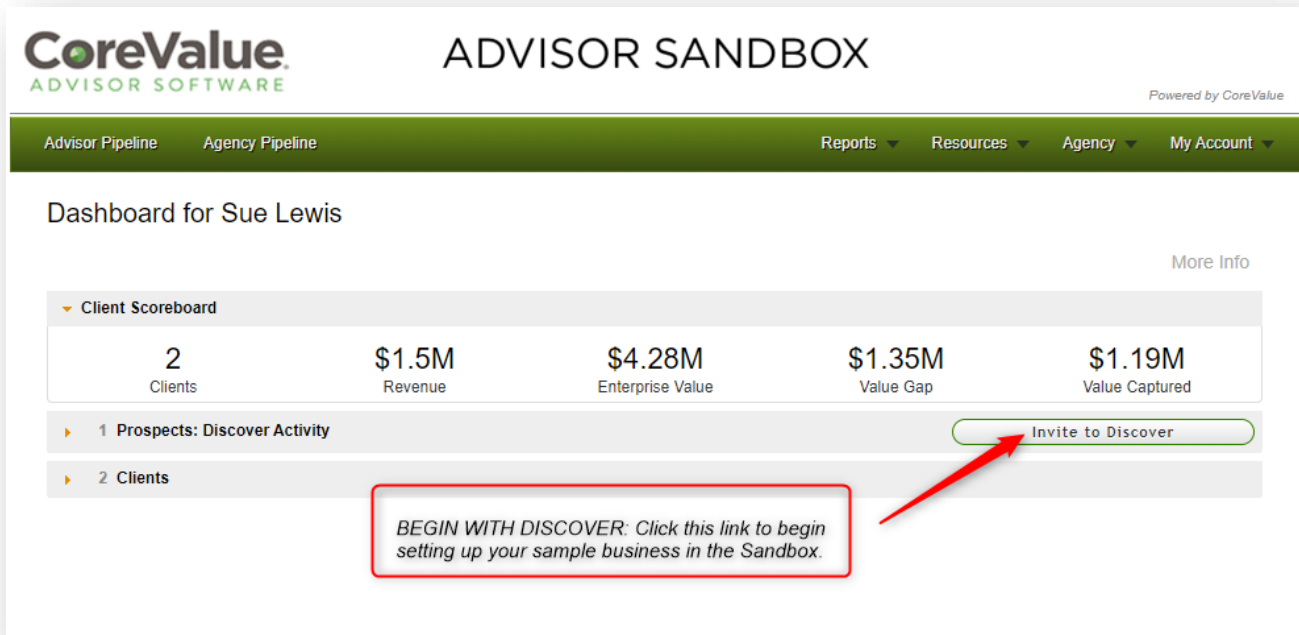 CoreValue.
ADVISOR SOFTWARE
ADVISOR SANDBOX
Powered by CoreValue
Advisor Pipeline Agency Pipeline Reports Resources Agency My Account
Dashboard for Sue Lewis
More Info
Client Scoreboard
2 $1.5M $4.28M $1.35M $1.19M
Clients Revenue Enterprise Value Value Gap Value Captured
1 Prospects: Discover Activity Invite to Discover
2 Clients
BEGIN WITH DISCOVER: Click this link to begin
setting up your sample business in the Sandbox.